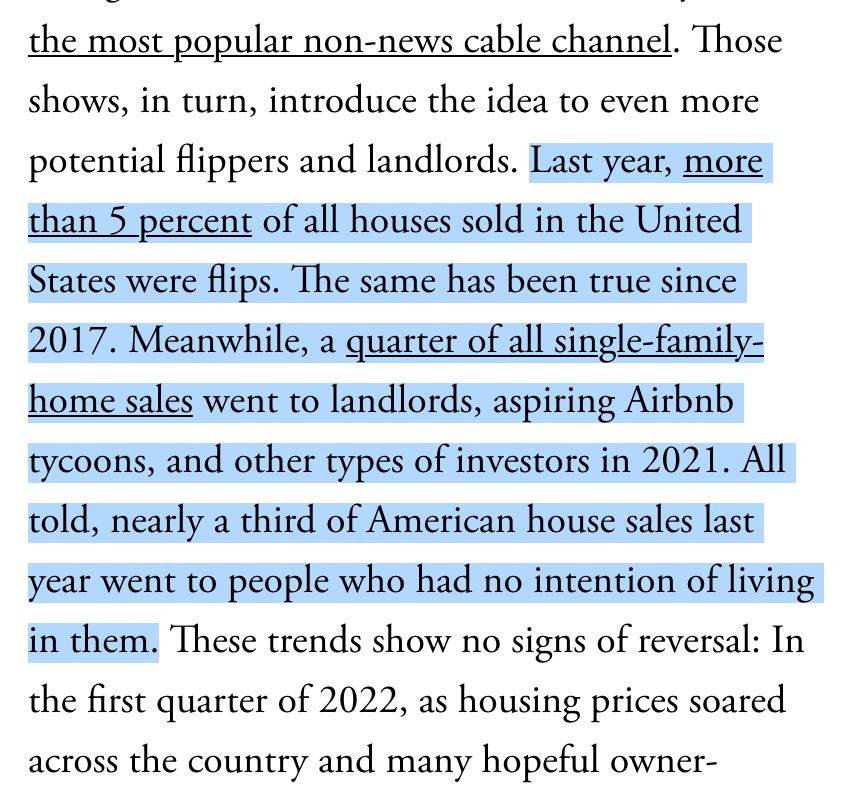 the most popular non-news cable channel. Those
shows, in turn, introduce the idea to even more
potential flippers and landlords. Last year, more
than 5 percent of all houses sold in the United
States were flips. The same has been true since
2017. Meanwhile, a quarter of all single-family-
home sales went to landlords, aspiring Airbnb
tycoons, and other types of investors in 2021. All
told, nearly a third of American house sales last
year went to people who had no intention of living
in them. These trends show no signs of reversal: In
the first quarter of 2022, as housing prices soared
across the country and many hopeful owner-